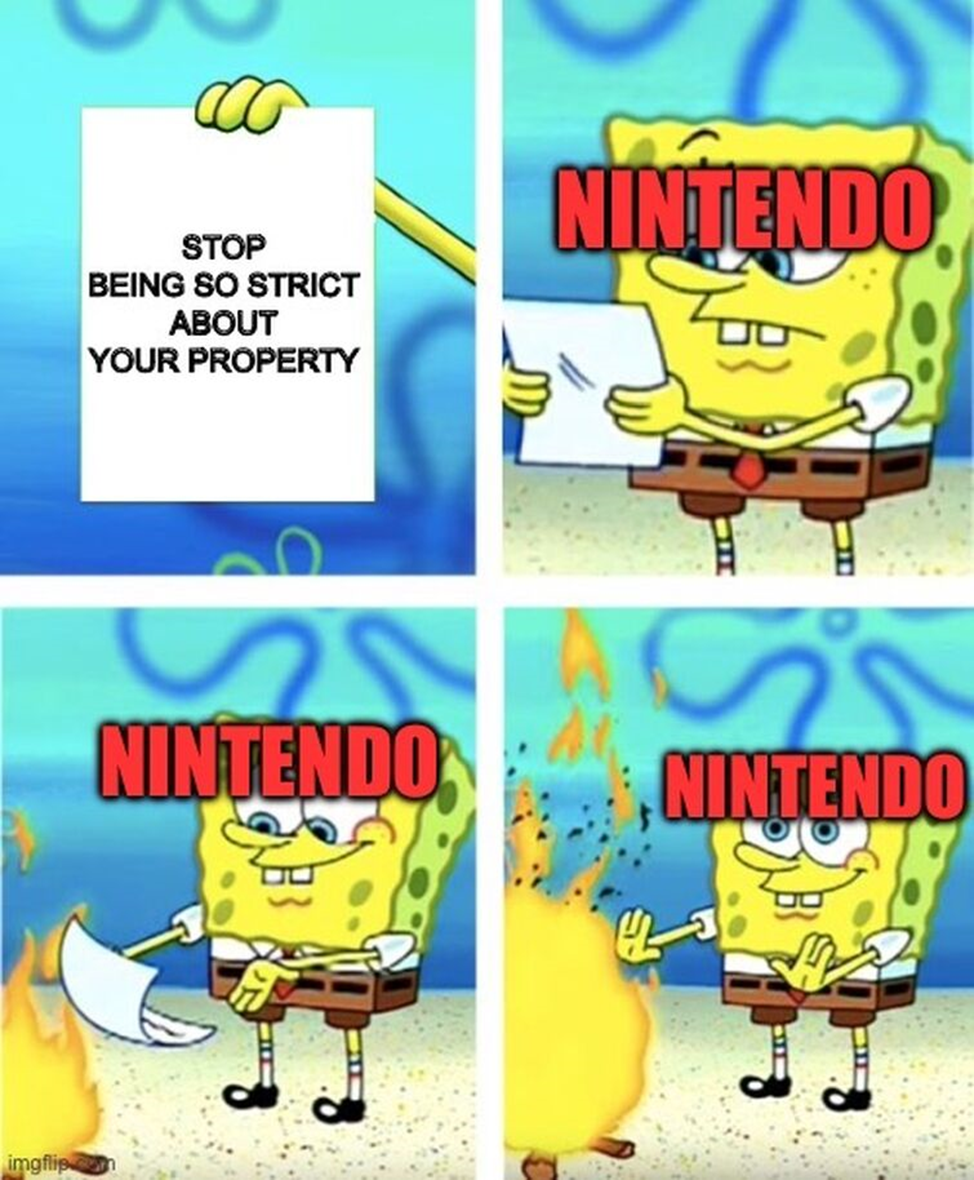 STOP
BEING SO STRICT
ABOUT
YOUR PROPERTY
NINTENDO
NINTENDO
NINTENDO
imgflip.com